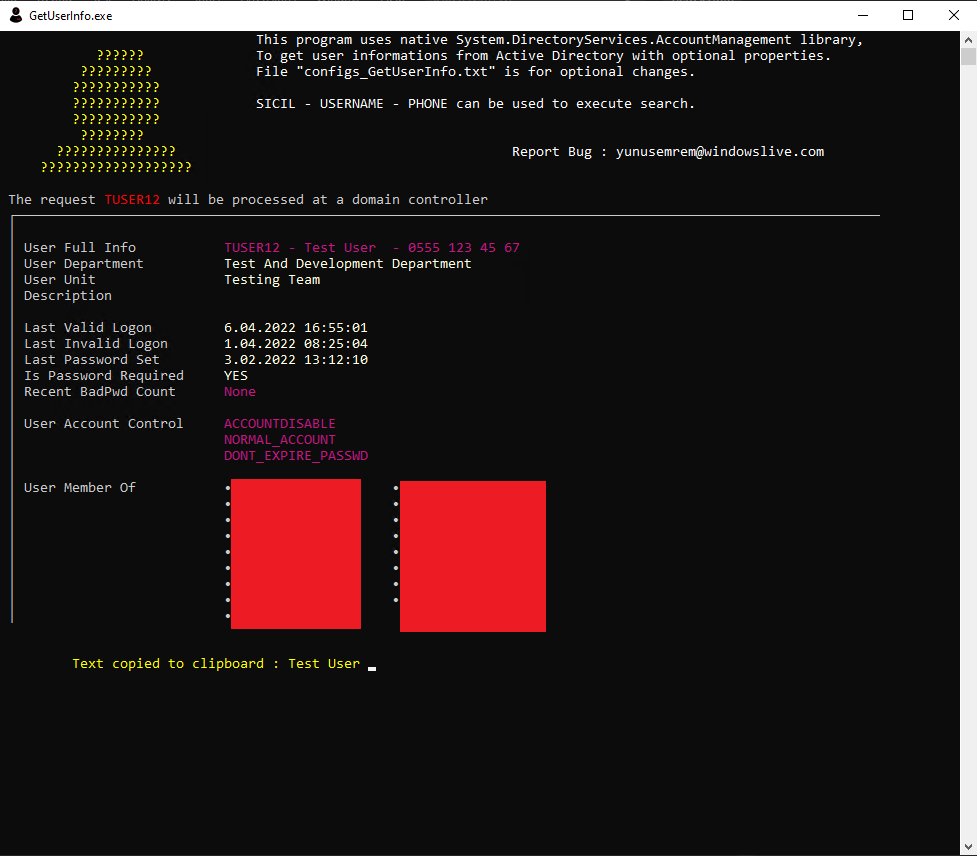 GetUserInfo.exe
This program uses native System.DirectoryServices.AccountManagement library,
?????? To get user informations from Active Directory with optional properties.
????????? File "configs_GetUserInfo.txt" is for optional changes.
???????????
??????????? SICIL - USERNAME - PHONE can be used to execute search.
???????????
????????
??????????????? Report Bug : yunusemrem@windowslive.com
???????????????????
The request TUSER12 will be processed at a domain controller
User Full Info TUSER12 - Test User - 0555 123 45 67
User Department Test And Development Department
User Unit Testing Team
Description
Last Valid Logon 6.04.2022 16:55:01
Last Invalid Logon 1.04.2022 08:25:04
Last Password Set 3.02.2022 13:12:10
Is Password Required YES
Recent BadPwd Count None
User Account Control ACCOUNTDISABLE
NORMAL_ACCOUNT
DONT_EXPIRE_PASSWD
User Member Of
Text copied to clipboard : Test User